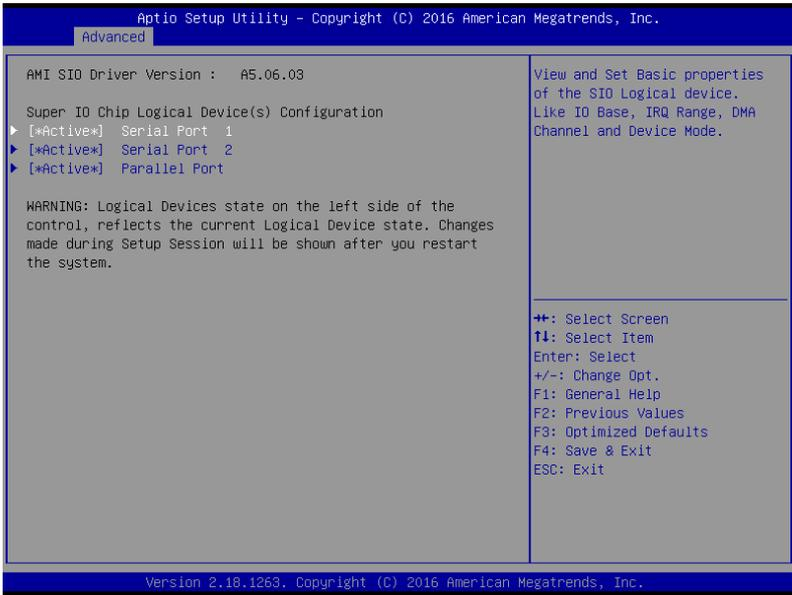 Aptio Setup Utility – Copyright (C) 2016 American Megatrends, Inc.
Advanced
AMI SIO Driver Version : A5.06.03
Super IO Chip Logical Device(s) Configuration
▶ [*Active*] Serial Port 1
▶ [*Active*] Serial Port 2
▶ [*Active*] Parallel Port
WARNING: Logical Devices state on the left side of the
control, reflects the current Logical Device state. Changes
made during Setup Session will be shown after you restart
the system.
View and Set Basic properties
of the SIO Logical device.
Like IO Base, IRQ Range, DMA
Channel and Device Mode.
→←: Select Screen
↑↓: Select Item
Enter: Select
+/-: Change Opt.
F1: General Help
F2: Previous Values
F3: Optimized Defaults
F4: Save & Exit
ESC: Exit
Version 2.18.1263. Copyright (C) 2016 American Megatrends, Inc.